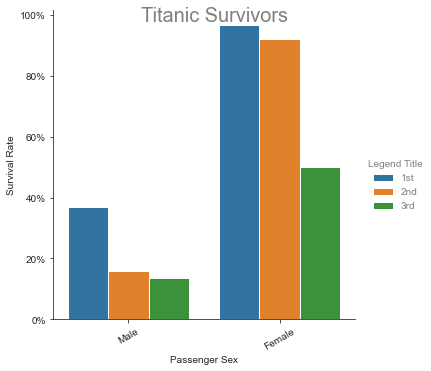 Titanic Survivors
100%
80%
60%
40%
20%
0%
Survival Rate
Male
Female
Passenger Sex
Legend Title
1st
2nd
3rd